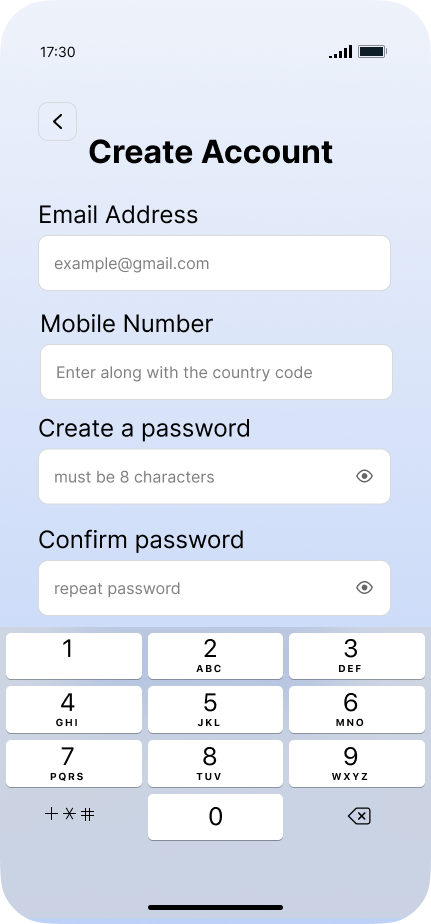 17:30
Create Account
Email Address
example@gmail.com
Mobile Number
Enter along with the country code
Create a password
must be 8 characters
Confirm password
repeat password
1 2 3
ABC DEF
4 5 6
GHI JKL MNO
7 8 9
PQRS TUV WXYZ
+*# 0